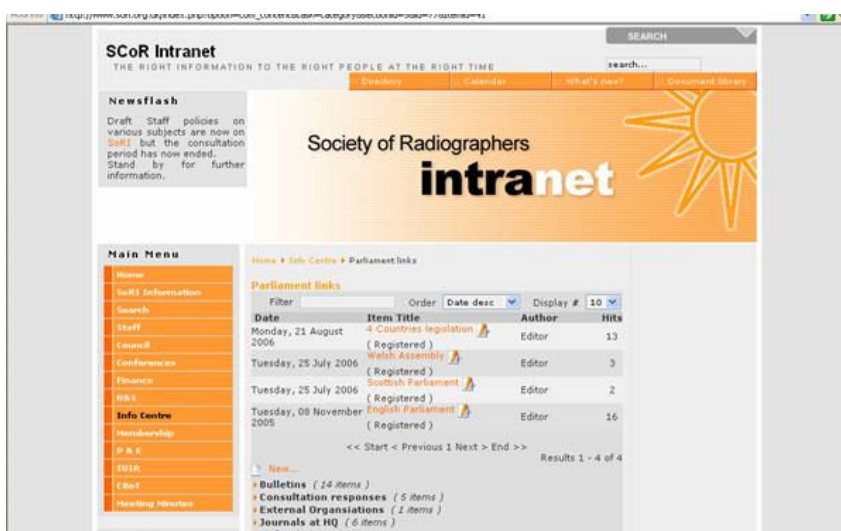 SEARCH
SCoR Intranet
THE RIGHT INFORMATION TO THE RIGHT PEOPLE AT THE RIGHT TIME
search...
Directory
Calendar
What's new?
Document library
Newsflash
Draft Staff policies on
various subjects are now on
SoRI but the consultation
period has now ended.
Stand by for further
information.
Society of Radiographers
intranet
Main Menu
Home
SoRI Information
Search
Staff
Council
Conferences
Finance
H&S
Info Centre
Membership
P & E
TUIR
CBoT
Meeting Minutes
Home Info Centre Parliament links
Parliament links
Filter Order Date desc Display # 10
Date Item Title Author Hits
Monday, 21 August 2006 4 Countries legislation ( Registered ) Editor 13
Tuesday, 25 July 2006 Welsh Assembly ( Registered ) Editor 3
Tuesday, 25 July 2006 Scottish Parliament ( Registered ) Editor 2
Tuesday, 08 November 2005 English Parliament ( Registered ) Editor 16
<< Start < Previous 1 Next > End >>
Results 1 - 4 of 4
New...
Bulletins ( 14 items )
Consultation responses ( 5 items )
External Organsiations ( 1 items )
Journals at HQ ( 6 items )